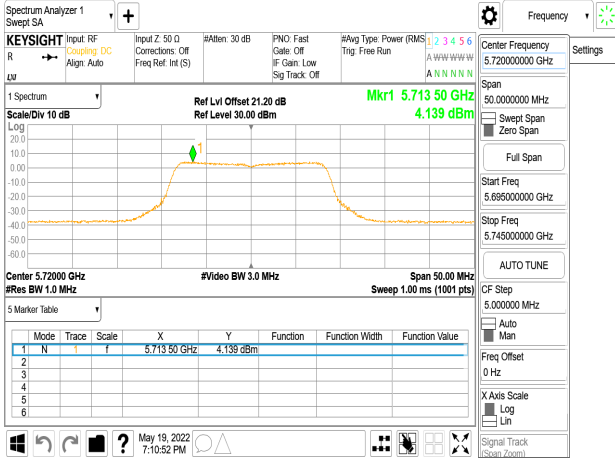 Spectrum Analyzer 1
Swept SA
Frequency
KEYSIGHT
R
LXI
Input: RF
Coupling: DC
Align: Auto
Input Z: 50 Ω
Corrections: Off
Freq Ref: Int (S)
#Atten: 30 dB
PNO: Fast
Gate: Off
IF Gain: Low
Sig Track: Off
#Avg Type: Power (RMS
Trig: Free Run
1 2 3 4 5 6
A W W W W W
A N N N N N
1 Spectrum
Scale/Div 10 dB
Ref Lvl Offset 21.20 dB
Ref Level 30.00 dBm
Mkr1 5.713 50 GHz
4.139 dBm
Log
20.0
10.0
0.00
-10.0
-20.0
-30.0
-40.0
-50.0
-60.0
1
Center 5.72000 GHz
#Res BW 1.0 MHz
#Video BW 3.0 MHz
Span 50.00 MHz
Sweep 1.00 ms (1001 pts)
5 Marker Table
Mode Trace Scale X Y Function Function Width Function Value
1 N 1 f 5.713 50 GHz 4.139 dBm
2
3
4
5
6
May 19, 2022
7:10:52 PM
Center Frequency
5.720000000 GHz
Settings
Span
50.0000000 MHz
Swept Span
Zero Span
Full Span
Start Freq
5.695000000 GHz
Stop Freq
5.745000000 GHz
AUTO TUNE
CF Step
5.000000 MHz
Auto
Man
Freq Offset
0 Hz
X Axis Scale
Log
Lin
Signal Track
(Span Zoom)